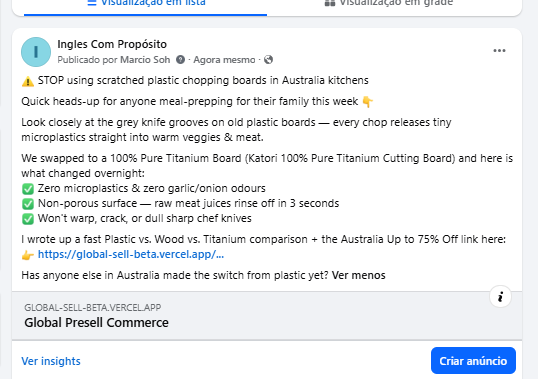 Visualização em lista
Visualização em grade
I
Ingles Com Propósito
Publicado por Marcio Soh · Agora mesmo ·
⚠️ STOP using scratched plastic chopping boards in Australia kitchens
Quick heads-up for anyone meal-prepping for their family this week 👇
Look closely at the grey knife grooves on old plastic boards — every chop releases tiny
microplastics straight into warm veggies & meat.
We swapped to a 100% Pure Titanium Board (Katori 100% Pure Titanium Cutting Board) and here is
what changed overnight:
✅ Zero microplastics & zero garlic/onion odours
✅ Non-porous surface — raw meat juices rinse off in 3 seconds
✅ Won't warp, crack, or dull sharp chef knives
I wrote up a fast Plastic vs. Wood vs. Titanium comparison + the Australia Up to 75% Off link here:
👉 https://global-sell-beta.vercel.app/...
Has anyone else in Australia made the switch from plastic yet? Ver menos
GLOBAL-SELL-BETA.VERCEL.APP
Global Presell Commerce
Ver insights
Criar anúncio